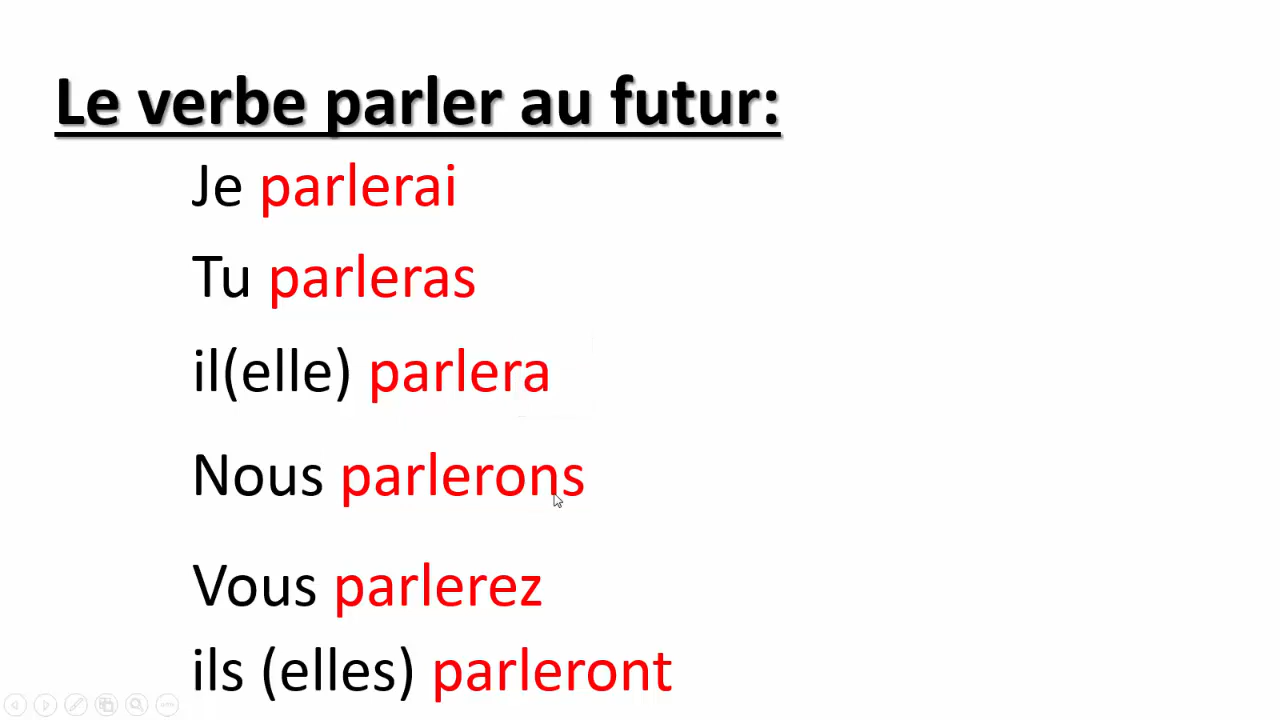 Le verbe parler au futur:
Je parlerai
Tu parleras
il(elle) parlera
Nous parlerons
Vous parlerez
ils (elles) parleront